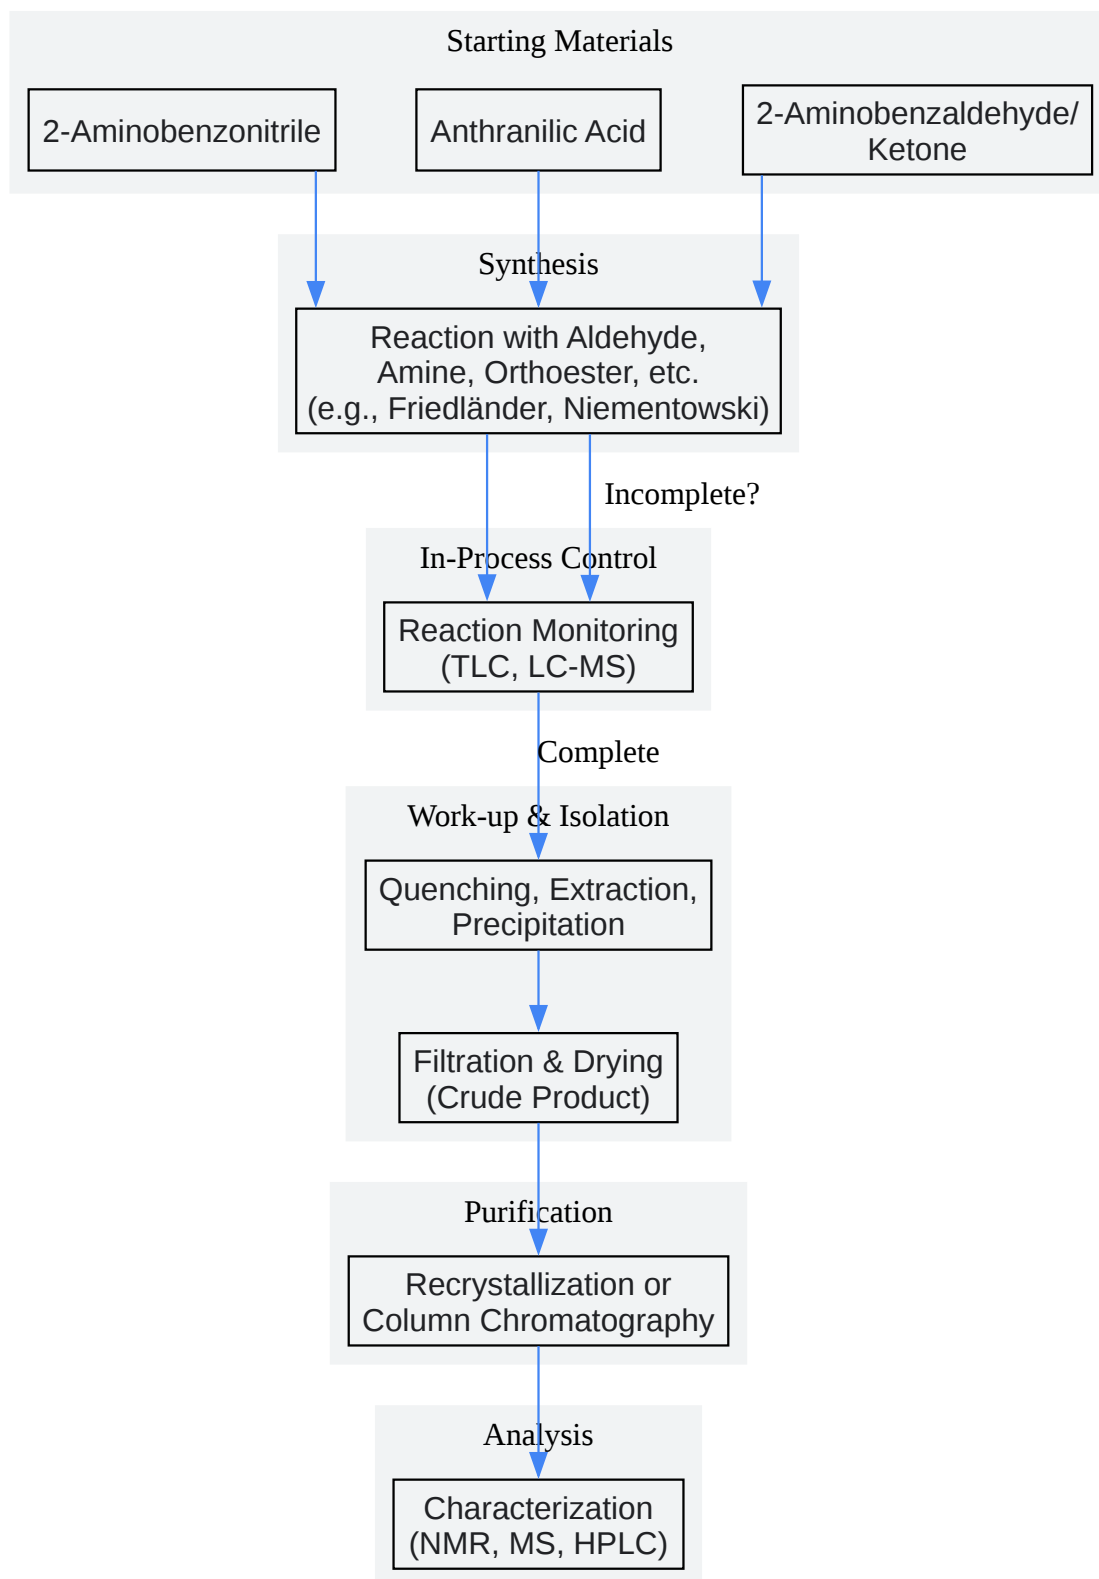 Starting Materials
2-Aminobenzonitrile
Anthranilic Acid
2-Aminobenzaldehyde/
Ketone
Synthesis
Reaction with Aldehyde,
Amine, Orthoester, etc.
(e.g., Friedländer, Niementowski)
Incomplete?
In-Process Control
Reaction Monitoring
(TLC, LC-MS)
Complete
Work-up & Isolation
Quenching, Extraction,
Precipitation
Filtration & Drying
(Crude Product)
Purification
Recrystallization or
Column Chromatography
Analysis
Characterization
(NMR, MS, HPLC)